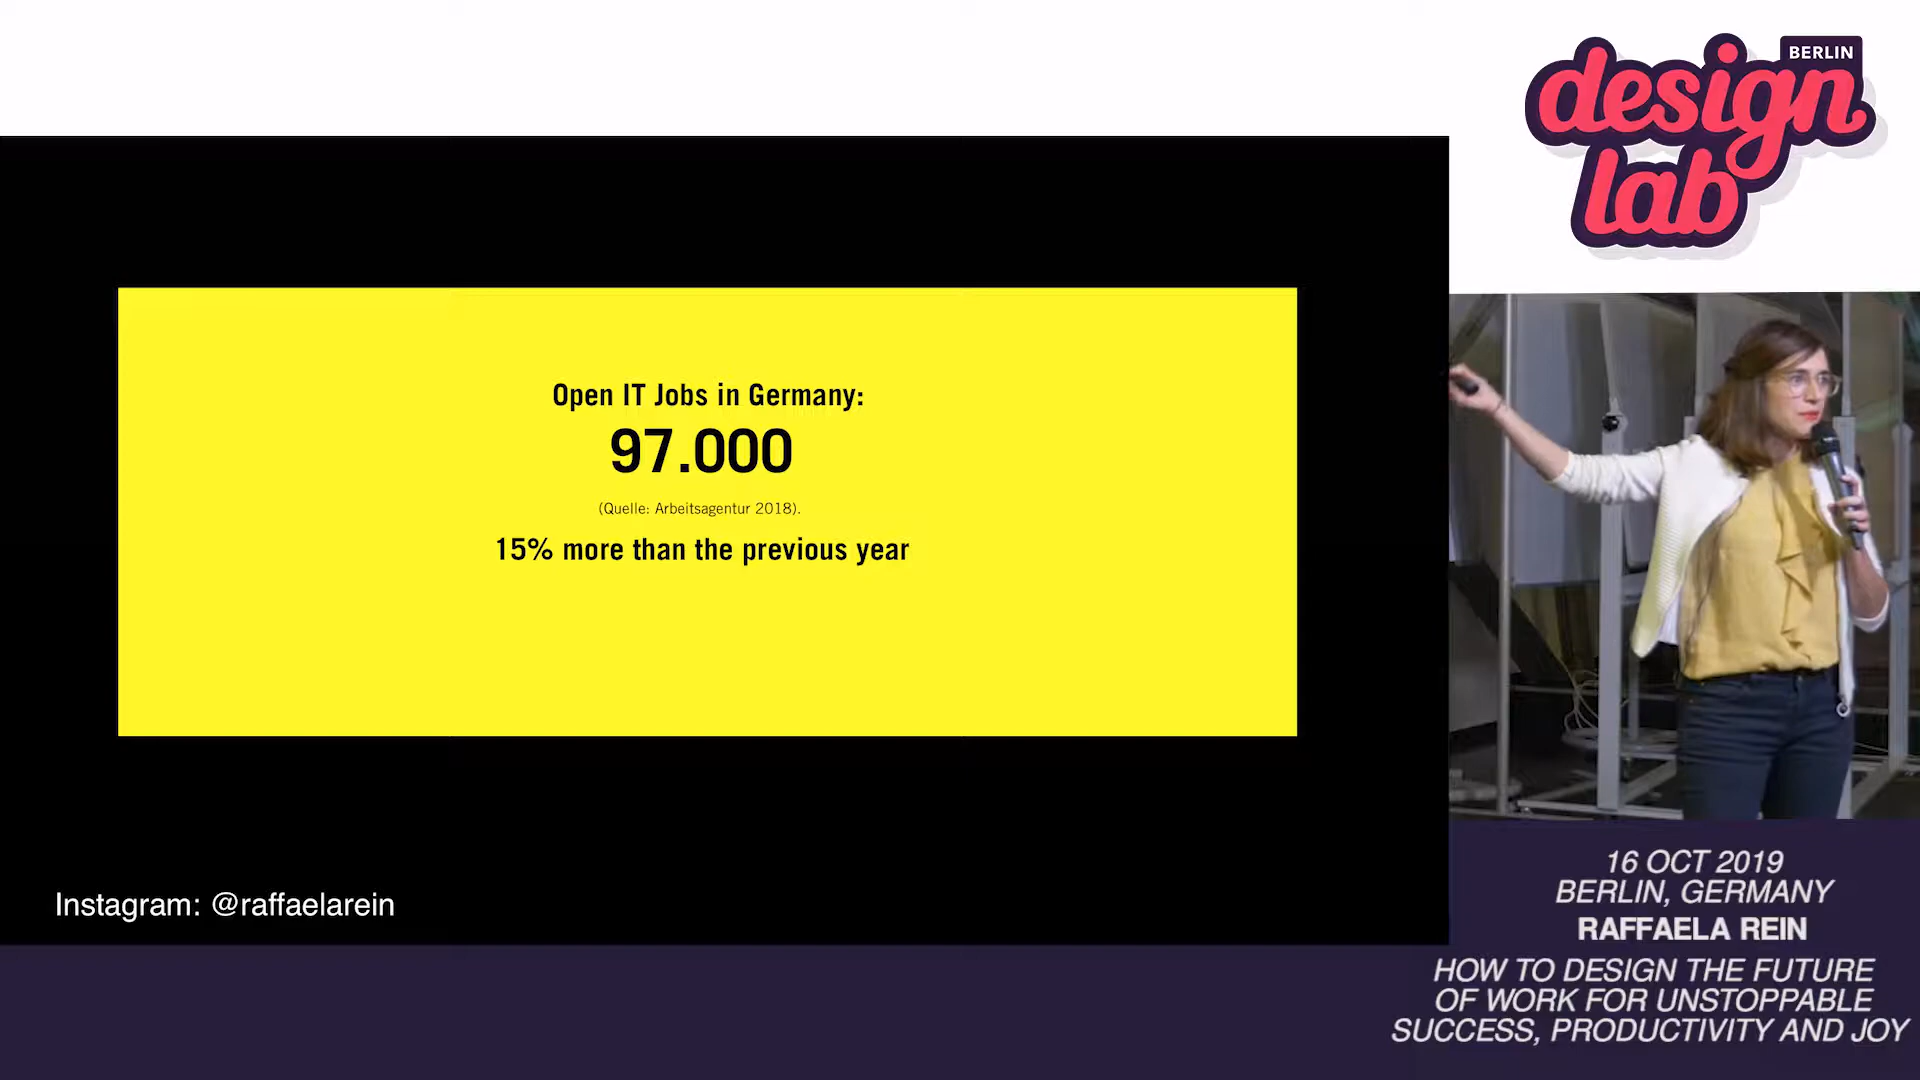 BERLIN
design
lab
Open IT Jobs in Germany:
97.000
(Quelle: Arbeitsagentur 2018).
15% more than the previous year
Instagram: @raffaelarein
16 OCT 2019
BERLIN, GERMANY
RAFFAELA REIN
HOW TO DESIGN THE FUTURE
OF WORK FOR UNSTOPPABLE
SUCCESS, PRODUCTIVITY AND JOY